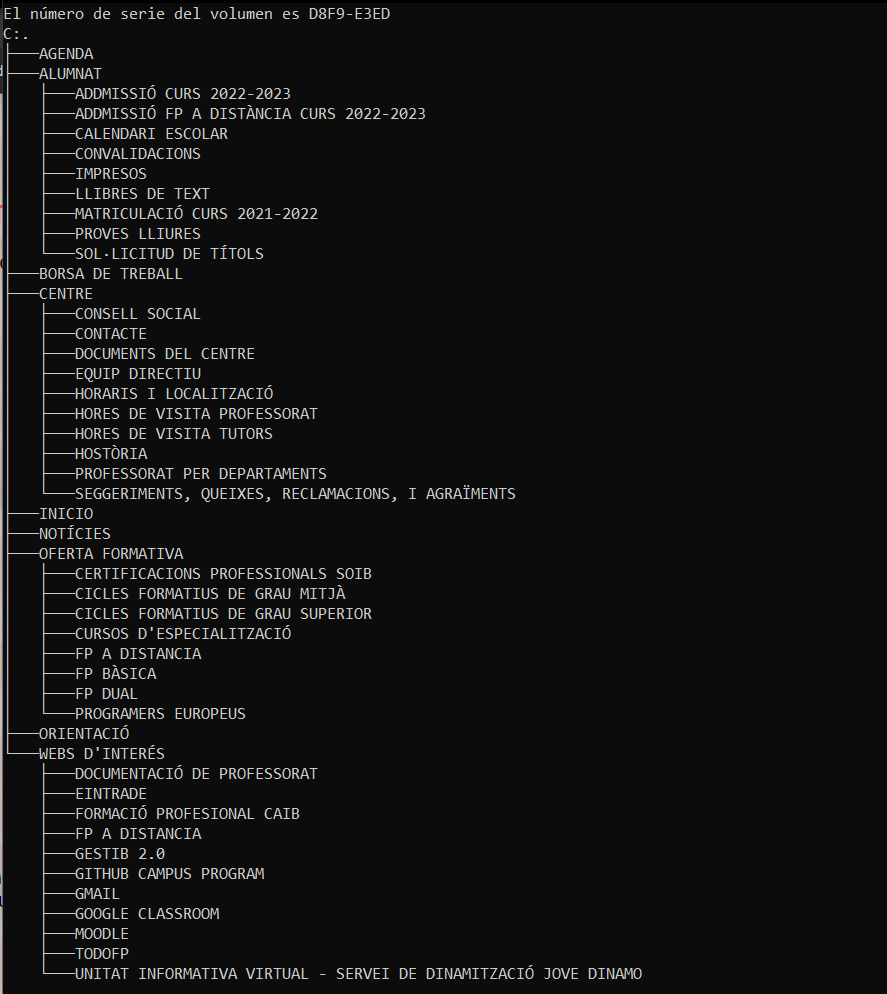 El número de serie del volumen es D8F9-E3ED
C:.
├───AGENDA
├───ALUMNAT
│   ├───ADDMISSIÓ CURS 2022-2023
│   ├───ADDMISSIÓ FP A DISTÀNCIA CURS 2022-2023
│   ├───CALENDARI ESCOLAR
│   ├───CONVALIDACIONS
│   ├───IMPRESOS
│   ├───LLIBRES DE TEXT
│   ├───MATRICULACIÓ CURS 2021-2022
│   ├───PROVES LLIURES
│   └───SOL·LICITUD DE TÍTOLS
├───BORSA DE TREBALL
├───CENTRE
│   ├───CONSELL SOCIAL
│   ├───CONTACTE
│   ├───DOCUMENTS DEL CENTRE
│   ├───EQUIP DIRECTIU
│   ├───HORARIS I LOCALITZACIÓ
│   ├───HORES DE VISITA PROFESSORAT
│   ├───HORES DE VISITA TUTORS
│   ├───HOSTÒRIA
│   ├───PROFESSORAT PER DEPARTAMENTS
│   └───SEGGERIMENTS, QUEIXES, RECLAMACIONS, I AGRAÏMENTS
├───INICIO
├───NOTÍCIES
├───OFERTA FORMATIVA
│   ├───CERTIFICACIONS PROFESSIONALS SOIB
│   ├───CICLES FORMATIUS DE GRAU MITJÀ
│   ├───CICLES FORMATIUS DE GRAU SUPERIOR
│   ├───CURSOS D'ESPECIALITZACIÓ
│   ├───FP A DISTANCIA
│   ├───FP BÀSICA
│   ├───FP DUAL
│   └───PROGRAMERS EUROPEUS
├───ORIENTACIÓ
└───WEBS D'INTERÉS
    ├───DOCUMENTACIÓ DE PROFESSORAT
    ├───EINTRADE
    ├───FORMACIÓ PROFESIONAL CAIB
    ├───FP A DISTANCIA
    ├───GESTIB 2.0
    ├───GITHUB CAMPUS PROGRAM
    ├───GMAIL
    ├───GOOGLE CLASSROOM
    ├───MOODLE
    ├───TODOFP
    └───UNITAT INFORMATIVA VIRTUAL - SERVEI DE DINAMITZACIÓ JOVE DINAMO